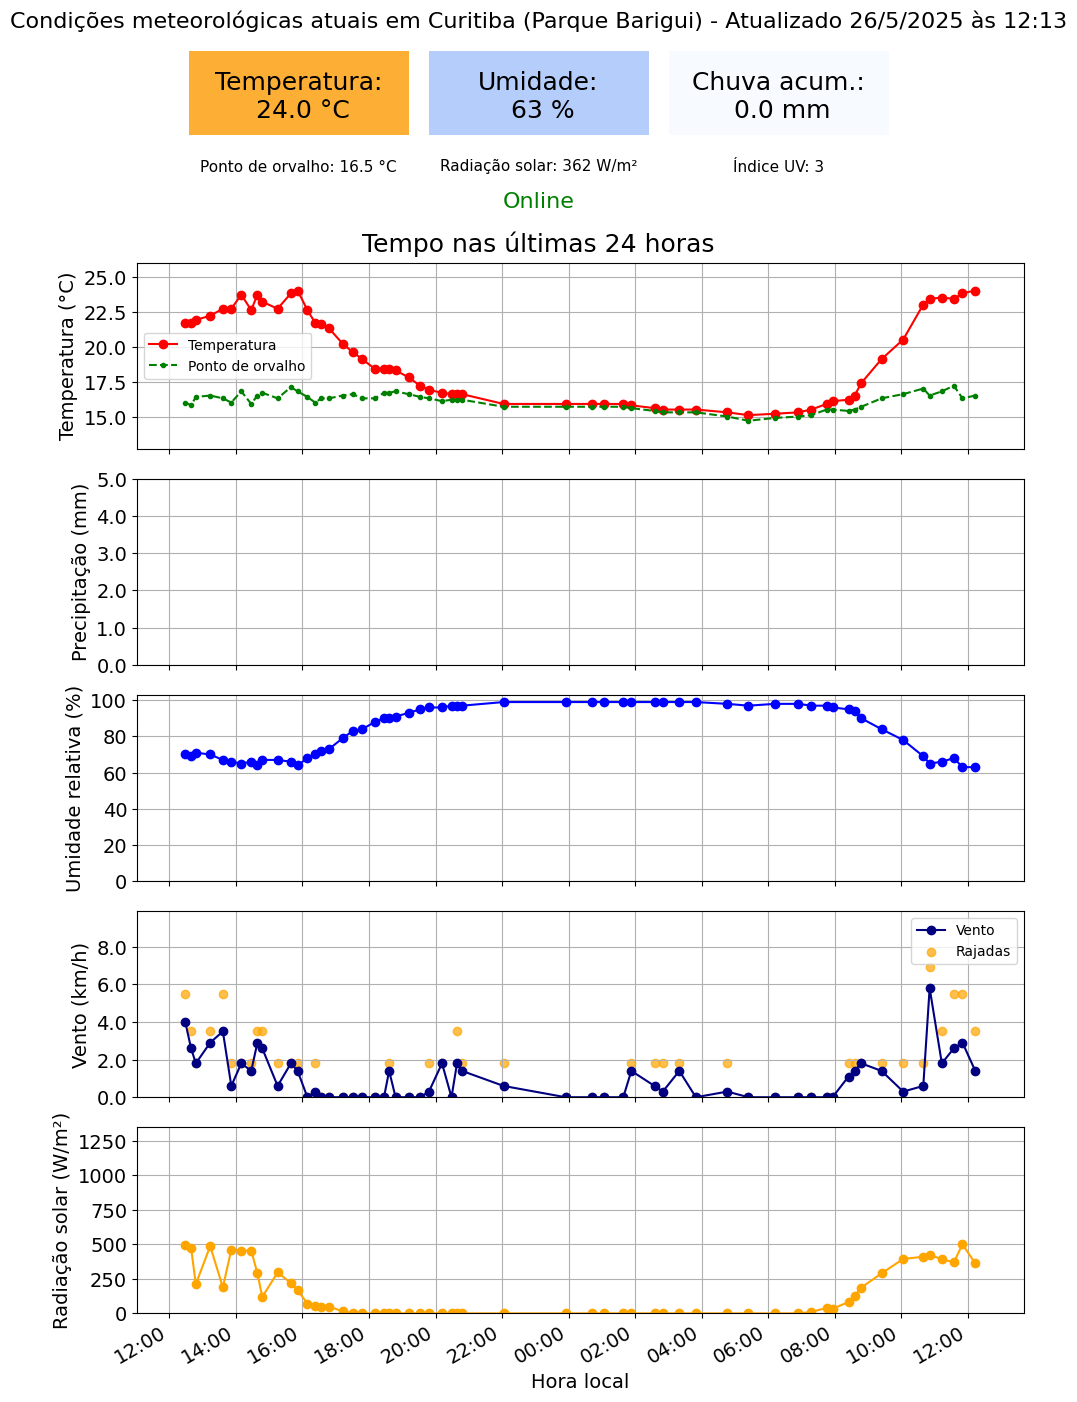 Condições meteorológicas atuais em Curitiba (Parque Barigui) - Atualizado 26/5/2025 às 12:13
Temperatura:
24.0 °C
Umidade:
63 %
Chuva acum.:
0.0 mm
Ponto de orvalho: 16.5 °C
Radiação solar: 362 W/m²
Índice UV: 3
Online
Tempo nas últimas 24 horas
Temperatura (°C)
25.0
22.5
20.0
17.5
15.0
Temperatura
Ponto de orvalho
Precipitação (mm)
5.0
4.0
3.0
2.0
1.0
0.0
Umidade relativa (%)
100
80
60
40
20
0
Vento (km/h)
8.0
6.0
4.0
2.0
0.0
Vento
Rajadas
Radiação solar (W/m²)
1250
1000
750
500
250
0
12:00
14:00
16:00
18:00
20:00
22:00
00:00
02:00
04:00
06:00
08:00
10:00
12:00
Hora local